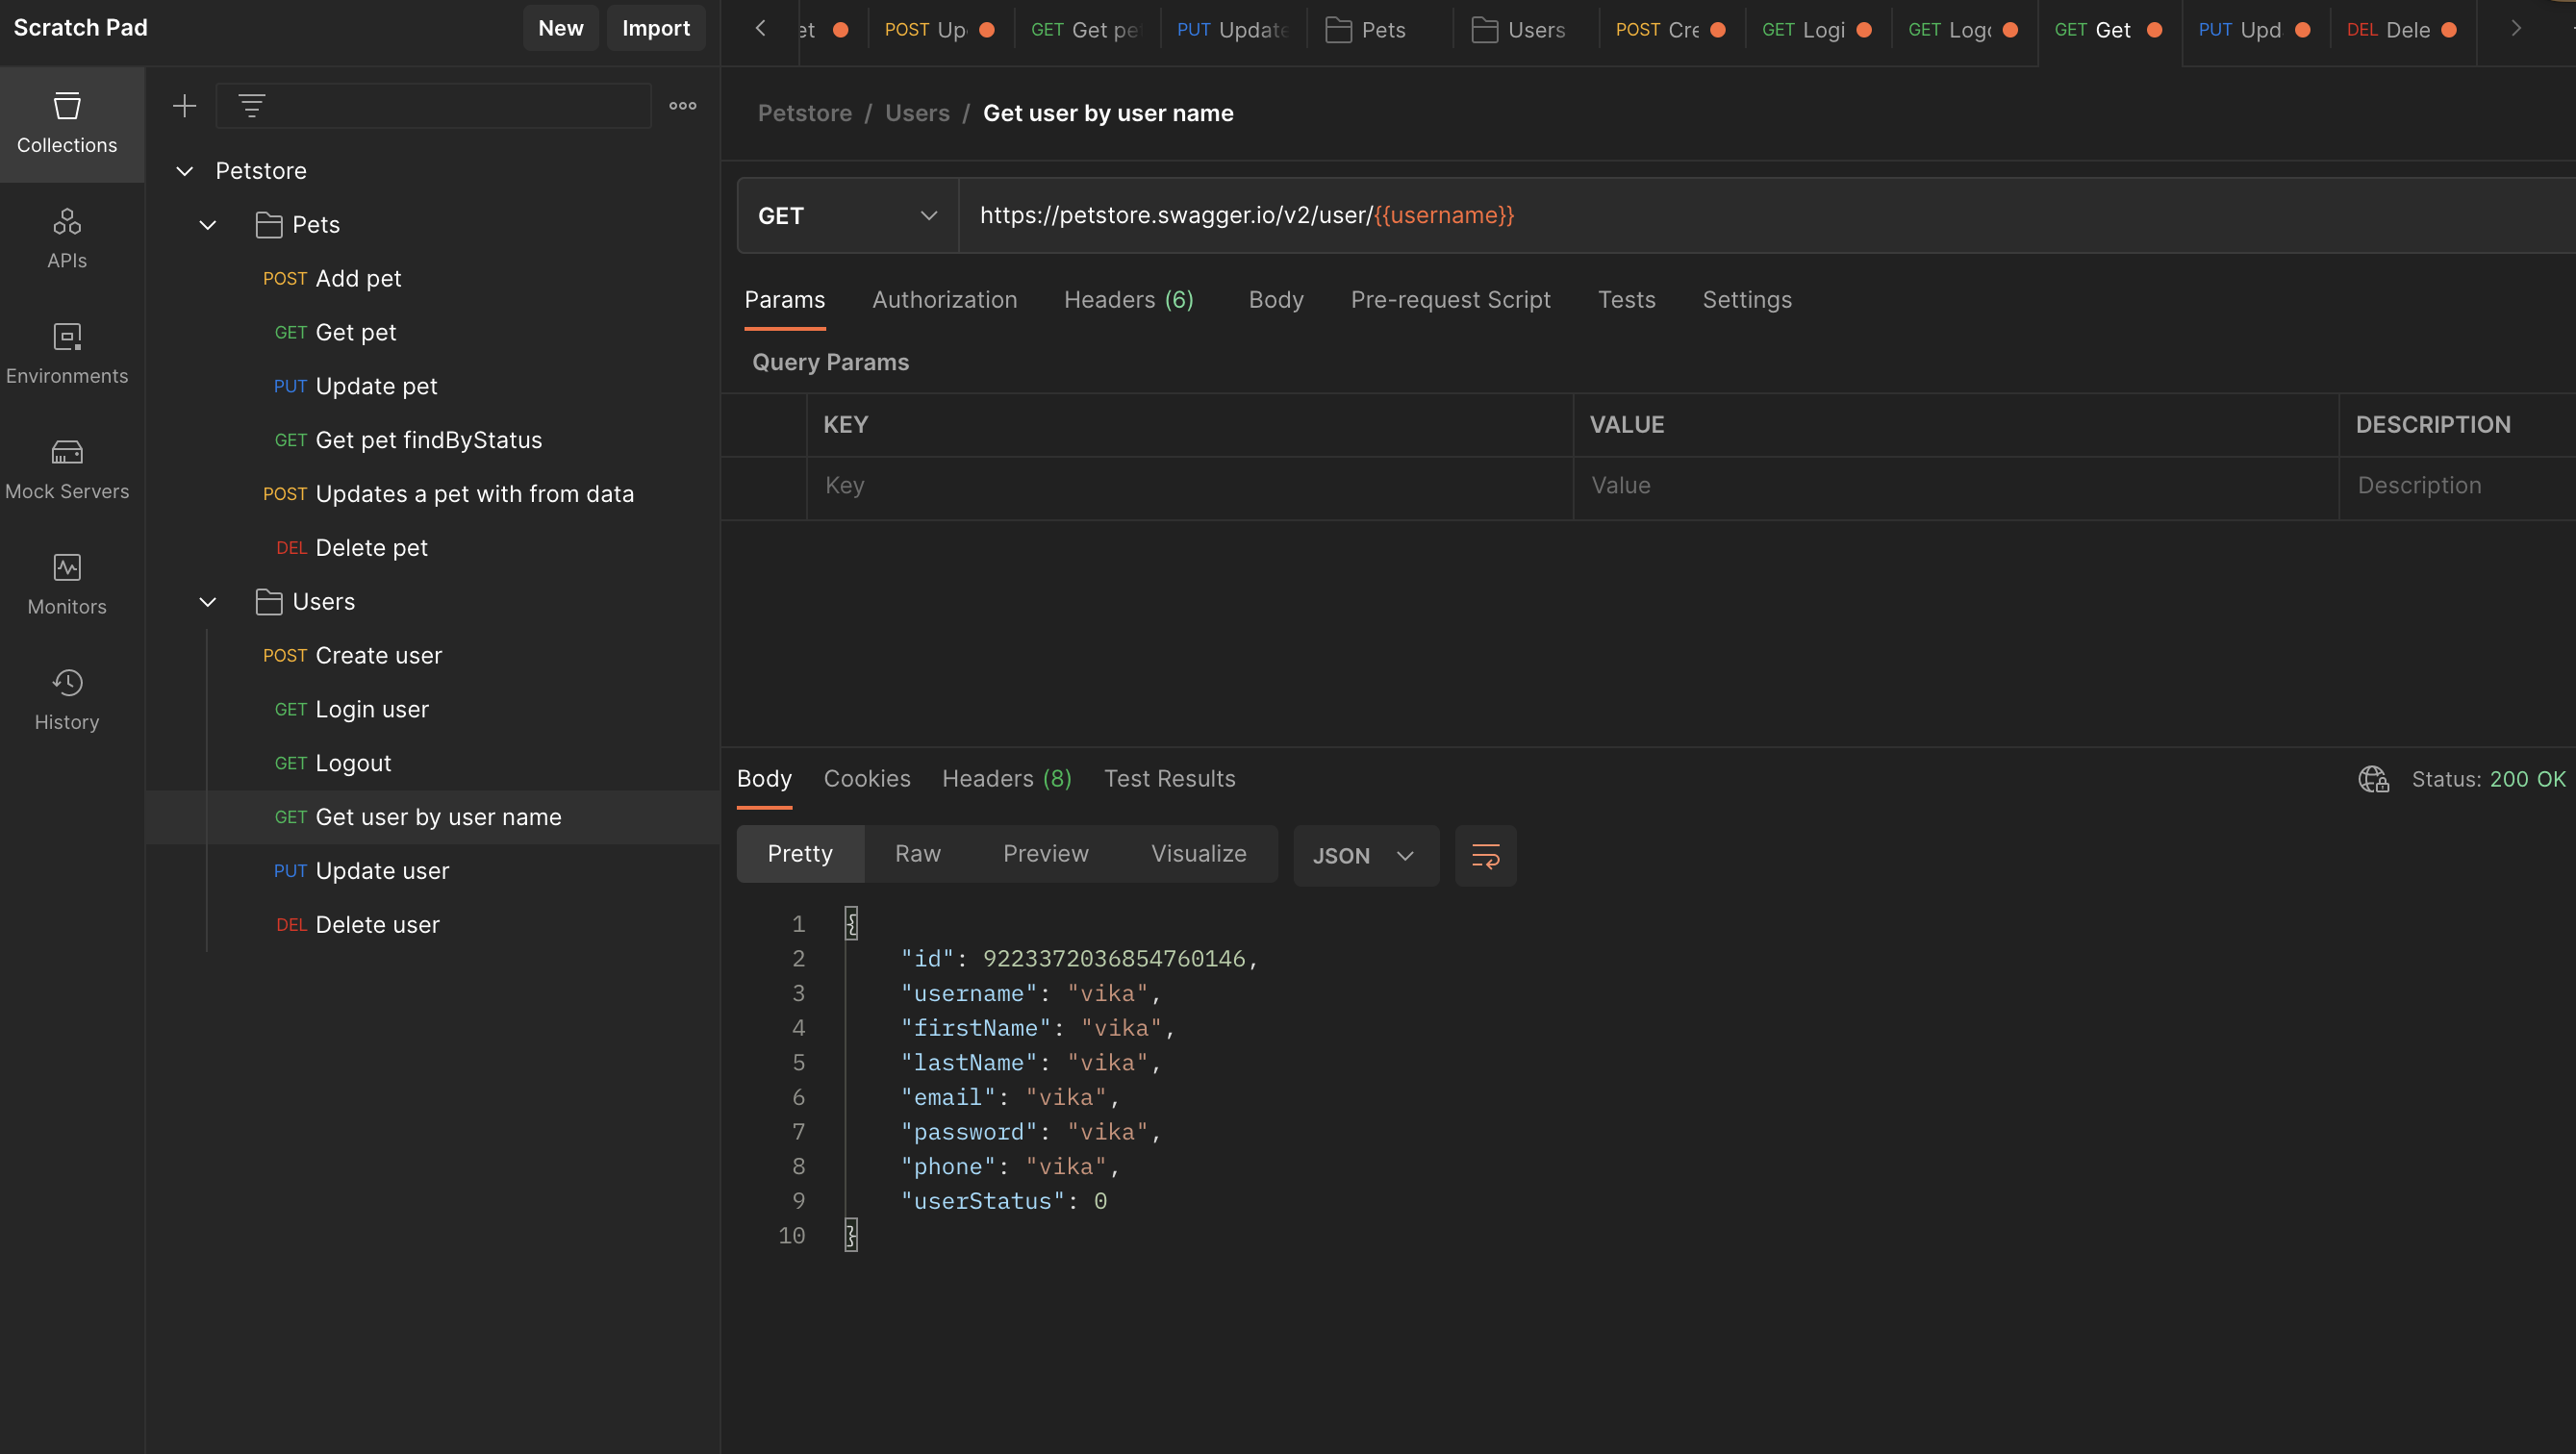 Scratch Pad
New
Import
POST Up
GET Get pe
PUT Update
Pets
Users
POST Cre
GET Logi
GET Logo
GET Get
PUT Upd
DEL Dele
Collections
APIs
Environments
Mock Servers
Monitors
History
Petstore
Pets
POST Add pet
GET Get pet
PUT Update pet
GET Get pet findByStatus
POST Updates a pet with from data
DEL Delete pet
Users
POST Create user
GET Login user
GET Logout
GET Get user by user name
PUT Update user
DEL Delete user
Petstore / Users / Get user by user name
GET
https://petstore.swagger.io/v2/user/{{username}}
Params
Authorization
Headers (6)
Body
Pre-request Script
Tests
Settings
Query Params
KEY
VALUE
DESCRIPTION
Key
Value
Description
Body
Cookies
Headers (8)
Test Results
Status: 200 OK
Pretty
Raw
Preview
Visualize
JSON
1 {
2 "id": 9223372036854760146,
3 "username": "vika",
4 "firstName": "vika",
5 "lastName": "vika",
6 "email": "vika",
7 "password": "vika",
8 "phone": "vika",
9 "userStatus": 0
10 }